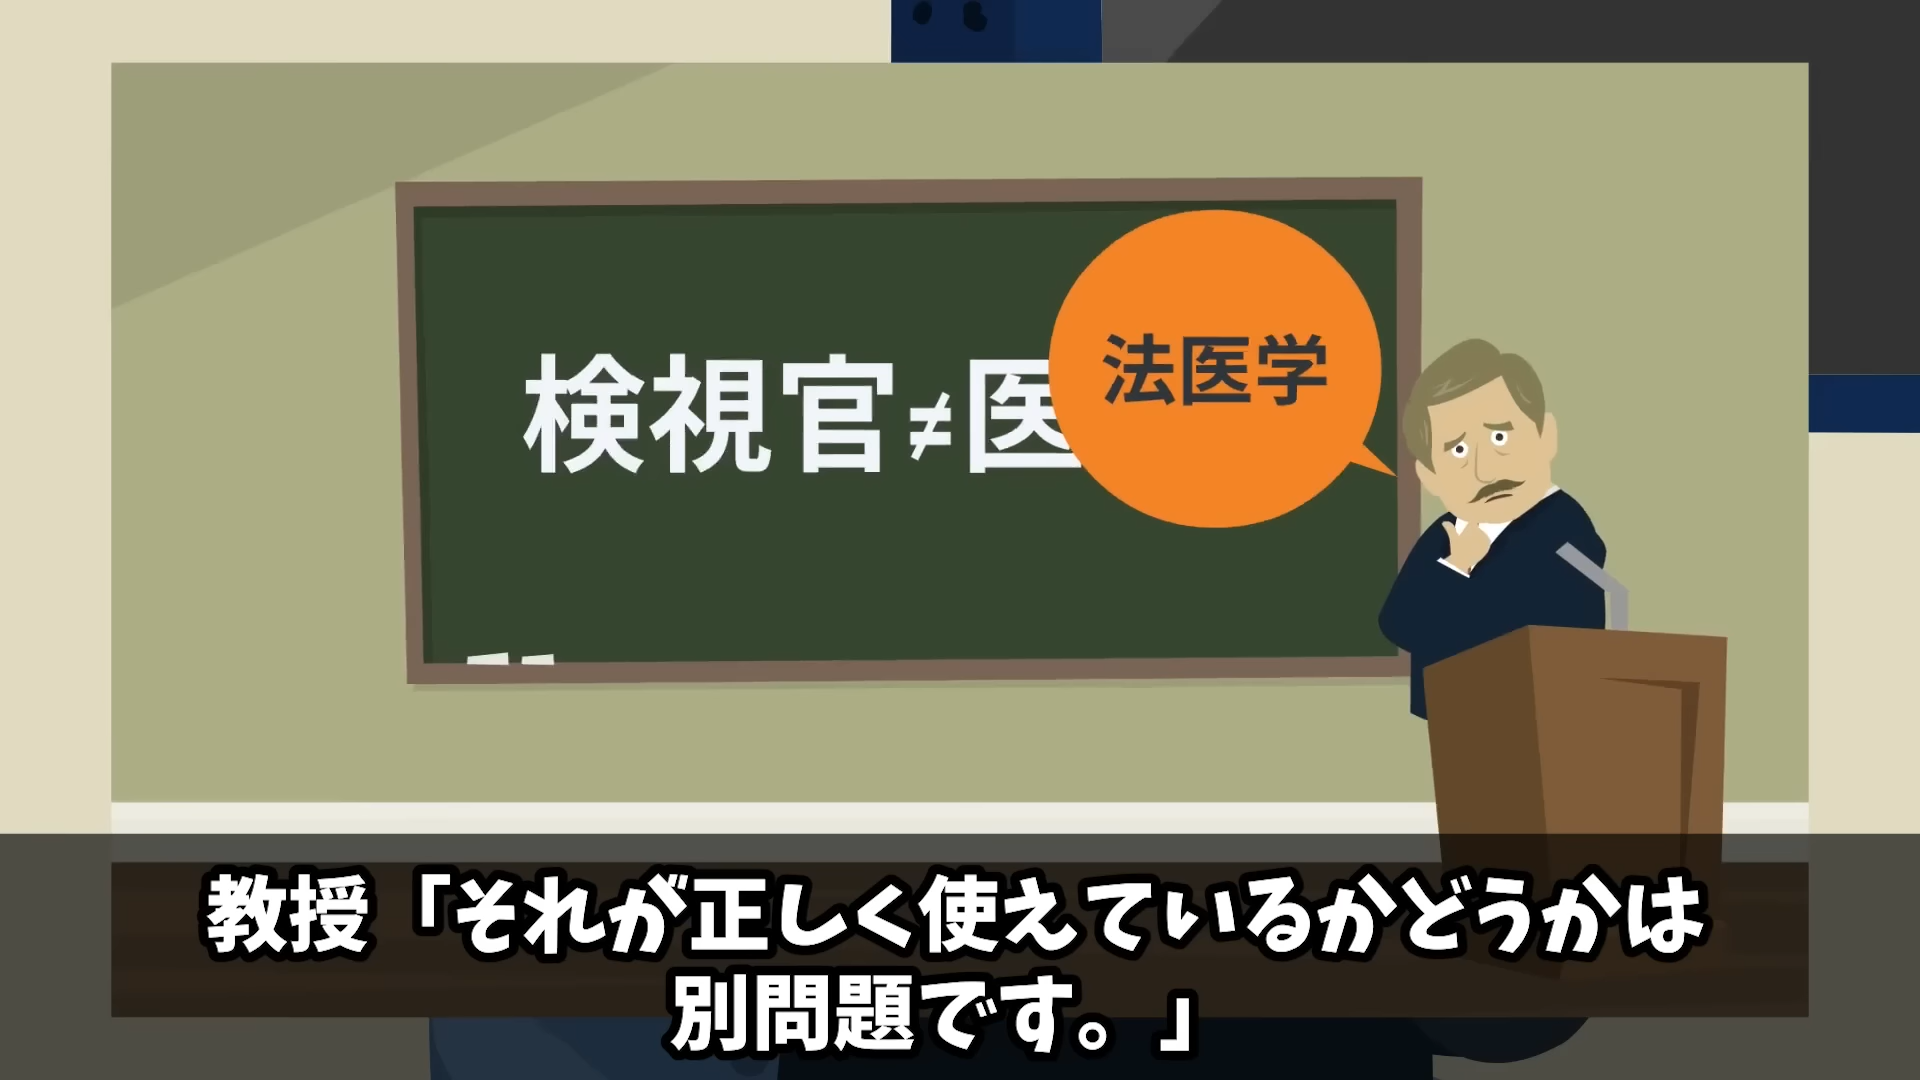 検視官≠医
法医学
教授「それが正しく使えているかどうかは
別問題です。」